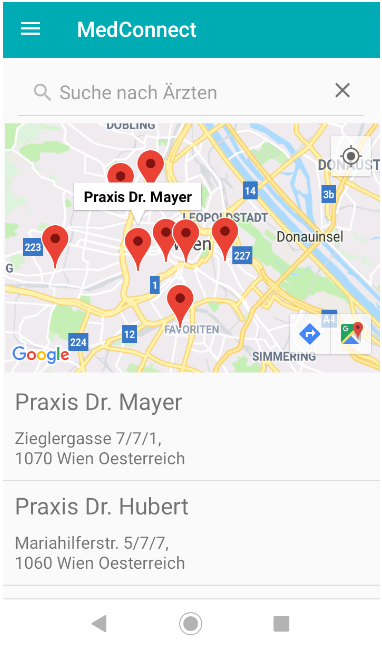 MedConnect
Suche nach Ärzten
DÖBLING
DONAUST
14
3b
Praxis Dr. Mayer
LEOPOLDSTADT
Donauinsel
223
Wien
227
G
1
A4
12
FAVORITEN
224
Google
SIMMERING
Praxis Dr. Mayer
Zieglergasse 7/7/1,
1070 Wien Oesterreich
Praxis Dr. Hubert
Mariahilferstr. 5/7/7,
1060 Wien Oesterreich